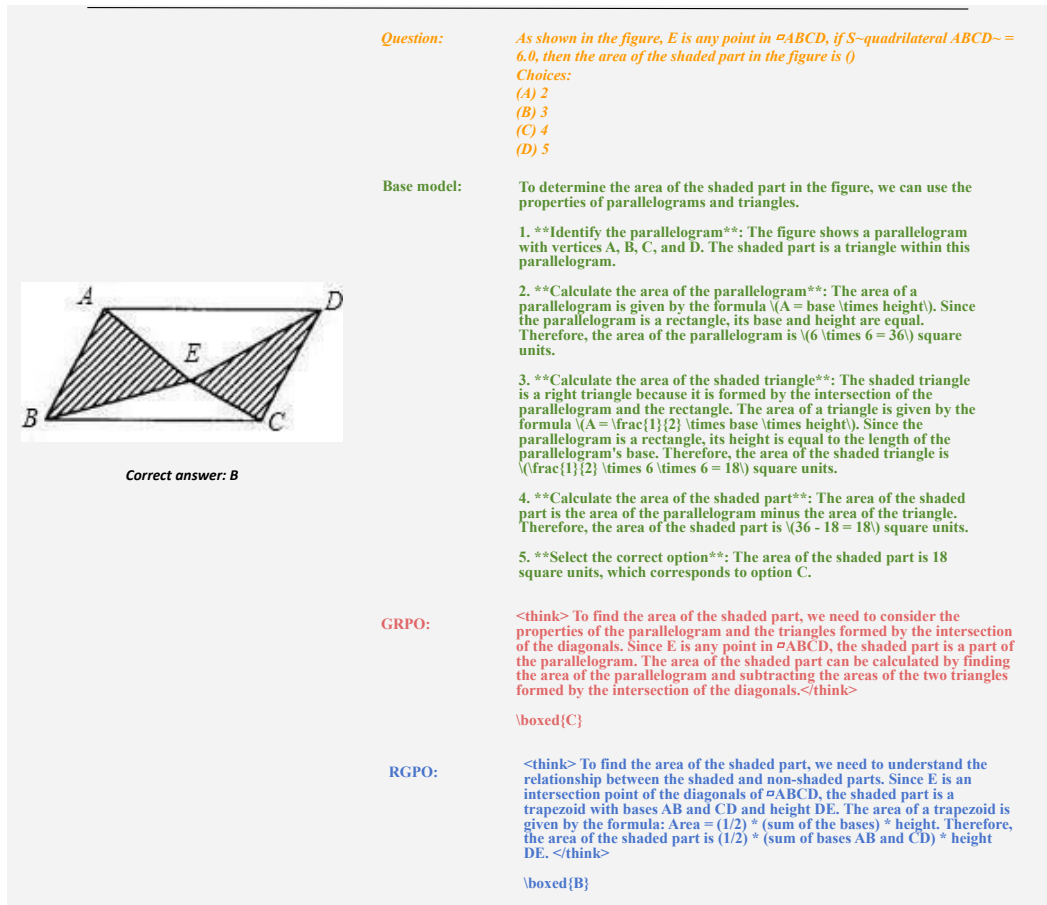 Question:
As shown in the figure, E is any point in ▱ABCD, if S~quadrilateral ABCD~ =
6.0, then the area of the shaded part in the figure is ()
Choices:
(A) 2
(B) 3
(C) 4
(D) 5
Base model:
To determine the area of the shaded part in the figure, we can use the
properties of parallelograms and triangles.
1. **Identify the parallelogram**: The figure shows a parallelogram
with vertices A, B, C, and D. The shaded part is a triangle within this
parallelogram.
2. **Calculate the area of the parallelogram**: The area of a
parallelogram is given by the formula \(A = base \times height\). Since
the parallelogram is a rectangle, its base and height are equal.
Therefore, the area of the parallelogram is \(6 \times 6 = 36\) square
units.
3. **Calculate the area of the shaded triangle**: The shaded triangle
is a right triangle because it is formed by the intersection of the
parallelogram and the rectangle. The area of a triangle is given by the
formula \(A = \frac{1}{2} \times base \times height\). Since the
parallelogram is a rectangle, its height is equal to the length of the
parallelogram's base. Therefore, the area of the shaded triangle is
\(\frac{1}{2} \times 6 \times 6 = 18\) square units.
4. **Calculate the area of the shaded part**: The area of the shaded
part is the area of the parallelogram minus the area of the triangle.
Therefore, the area of the shaded part is \(36 - 18 = 18\) square units.
5. **Select the correct option**: The area of the shaded part is 18
square units, which corresponds to option C.
A
D
E
B
C
Correct answer: B
GRPO:
<think> To find the area of the shaded part, we need to consider the
properties of the parallelogram and the triangles formed by the intersection
of the diagonals. Since E is any point in ▱ABCD, the shaded part is a part of
the parallelogram. The area of the shaded part can be calculated by finding
the area of the parallelogram and subtracting the areas of the two triangles
formed by the intersection of the diagonals.</think>
\boxed{C}
RGPO:
<think> To find the area of the shaded part, we need to understand the
relationship between the shaded and non-shaded parts. Since E is an
intersection point of the diagonals of ▱ABCD, the shaded part is a
trapezoid with bases AB and CD and height DE. The area of a trapezoid is
given by the formula: Area = (1/2) * (sum of the bases) * height. Therefore,
the area of the shaded part is (1/2) * (sum of bases AB and CD) * height
DE. </think>
\boxed{B}